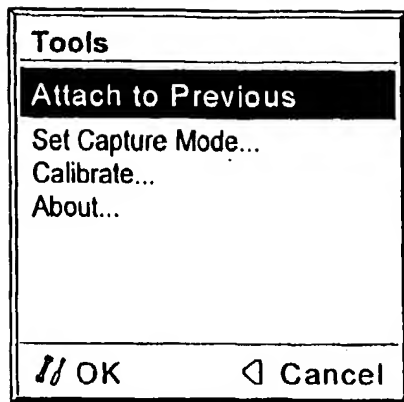 Tools
Attach to Previous
Set Capture Mode...
Calibrate...
About...
OK Cancel